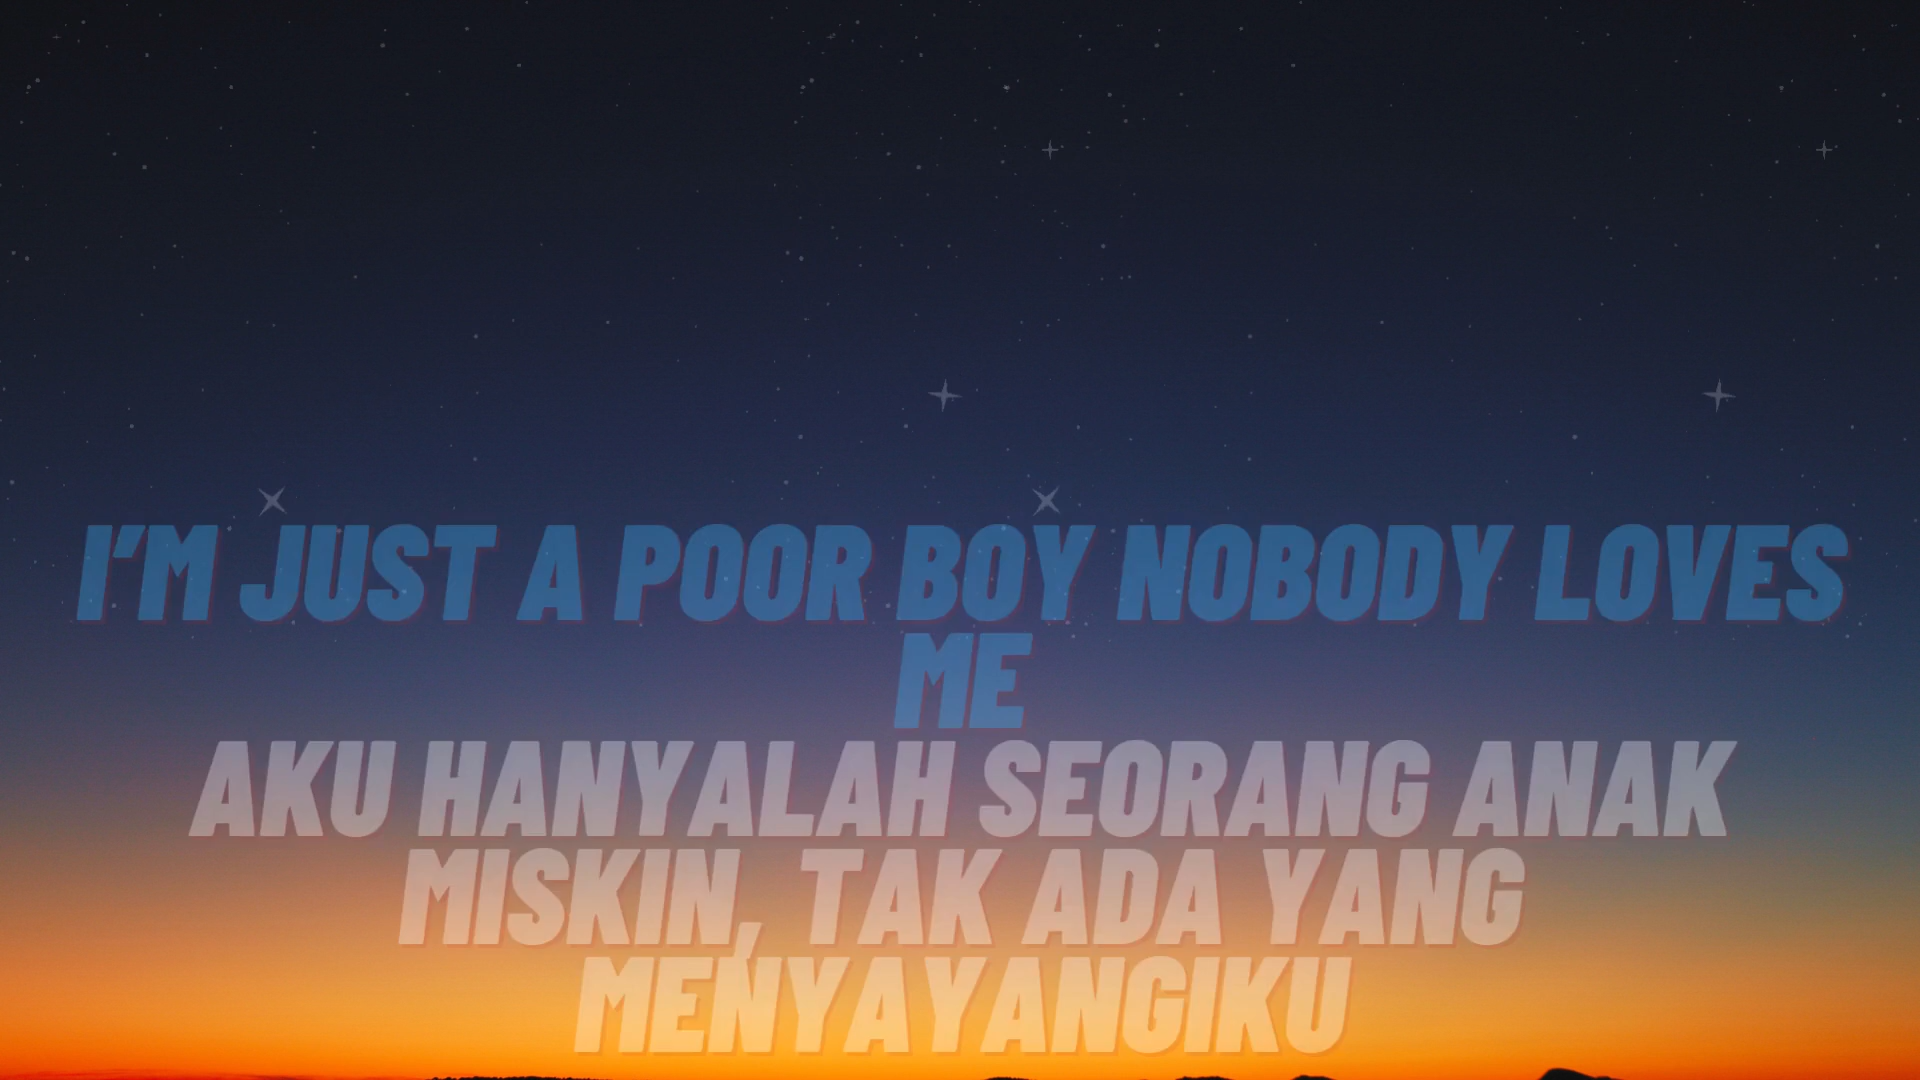 I'M JUST A POOR BOY NOBODY LOVES
ME
AKU HANYALAH SEORANG ANAK
MISKIN, TAK ADA YANG
MENYAYANGIKU